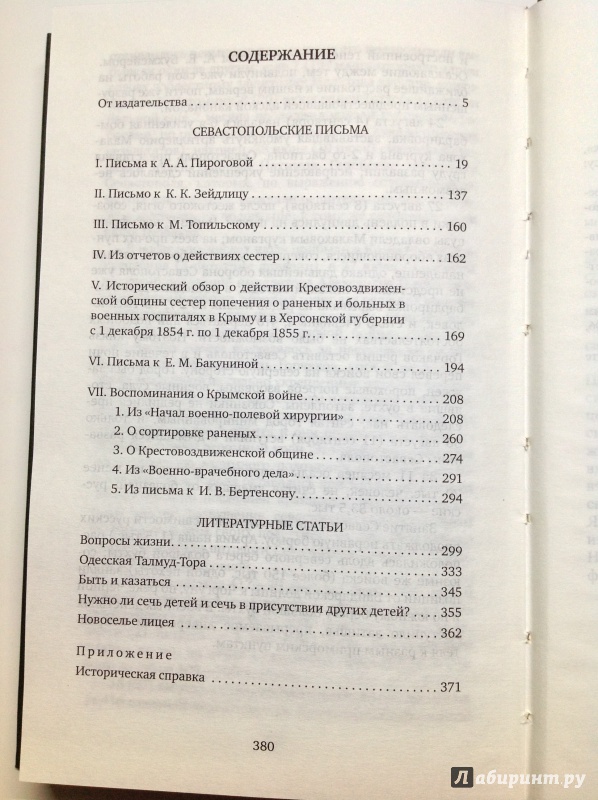 СОДЕРЖАНИЕ
От издательства . . . . . . . . . . . . . . . . . . . . . . . . . . . . . . 5
СЕВАСТОПОЛЬСКИЕ ПИСЬМА
I. Письма к А. А. Пироговой . . . . . . . . . . . . . . . . . . . . 19
II. Письмо к К. К. Зейдлицу . . . . . . . . . . . . . . . . . . . . 137
III. Письмо к М. Топильскому . . . . . . . . . . . . . . . . . . 160
IV. Из отчетов о действиях сестер . . . . . . . . . . . . . . . . 162
V. Исторический обзор о действии Крестовоздвижен-
ской общины сестер попечения о раненых и больных в
военных госпиталях в Крыму и в Херсонской губернии
с 1 декабря 1854 г. по 1 декабря 1855 г. . . . . . . . . . . . . . 169
VI. Письма к Е. М. Бакуниной . . . . . . . . . . . . . . . . . . 194
VII. Воспоминания о Крымской войне . . . . . . . . . . . . . 208
1. Из «Начал военно-полевой хирургии» . . . . . . . . . . 208
2. О сортировке раненых . . . . . . . . . . . . . . . . . . . . 260
3. О Крестовоздвиженской общине . . . . . . . . . . . . . 274
4. Из «Военно-врачебного дела» . . . . . . . . . . . . . . . 291
5. Из письма к И. В. Бертенсону . . . . . . . . . . . . . . . 294
ЛИТЕРАТУРНЫЕ СТАТЬИ
Вопросы жизни. . . . . . . . . . . . . . . . . . . . . . . . . . . . 299
Одесская Талмуд-Тора . . . . . . . . . . . . . . . . . . . . . . . 333
Быть и казаться . . . . . . . . . . . . . . . . . . . . . . . . . . . 345
Нужно ли сечь детей и сечь в присутствии других детей? . . . . 355
Новоселье лицея . . . . . . . . . . . . . . . . . . . . . . . . . . 362
Приложение
Историческая справка . . . . . . . . . . . . . . . . . . . . . . . 371
380
Лабиринт.ру